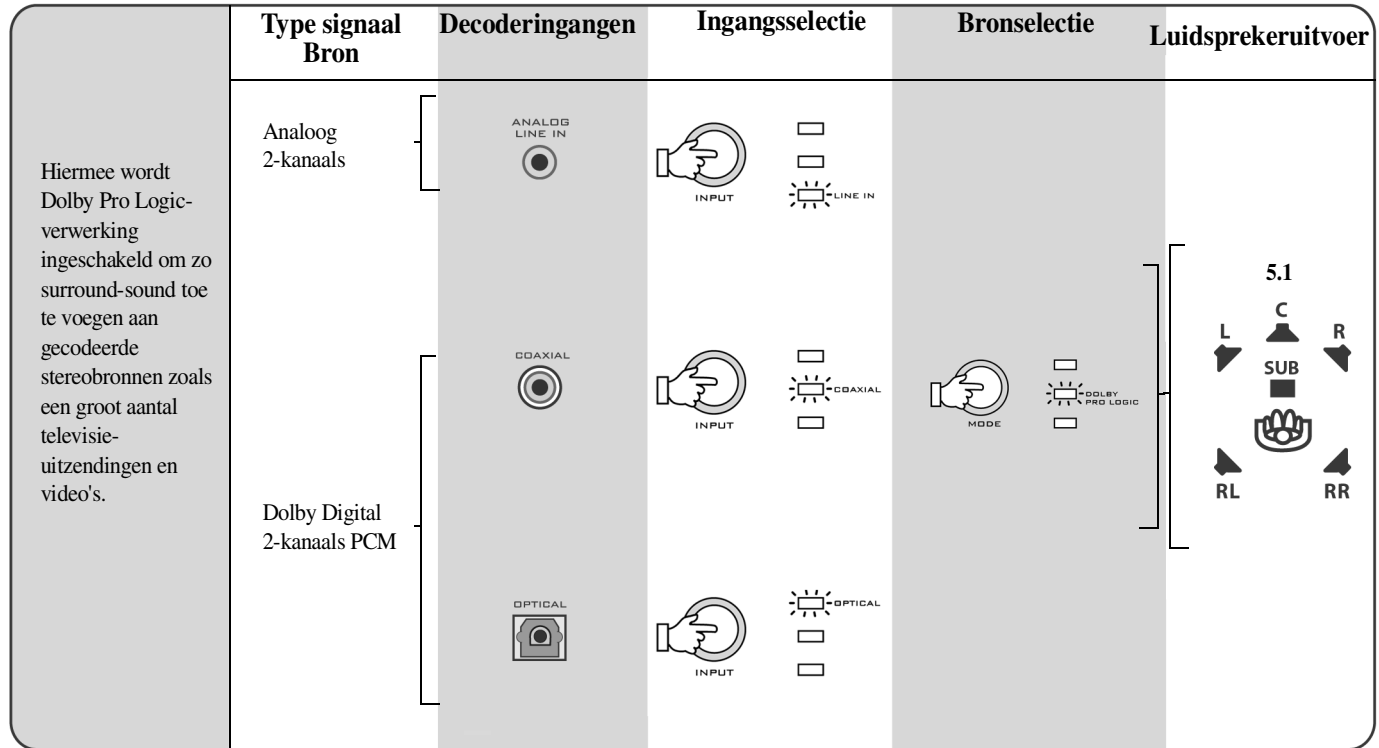 Type signaal
Bron
Decoderingangen
Ingangsselectie
Bronselectie
Luidsprekeruitvoer
Hiermee wordt
Dolby Pro Logic-
verwerking
ingeschakeld om zo
surround-sound toe
te voegen aan
gecodeerde
stereobronnen zoals
een groot aantal
televisie-
uitzendingen en
video's.
Analoog
2-kanaals
ANALOG
LINE IN
INPUT
LINE IN
Dolby Digital
2-kanaals PCM
COAXIAL
INPUT
COAXIAL
OPTICAL
INPUT
OPTICAL
MODE
DOLBY
PRO LOGIC
5.1
C
L
R
SUB
RL
RR